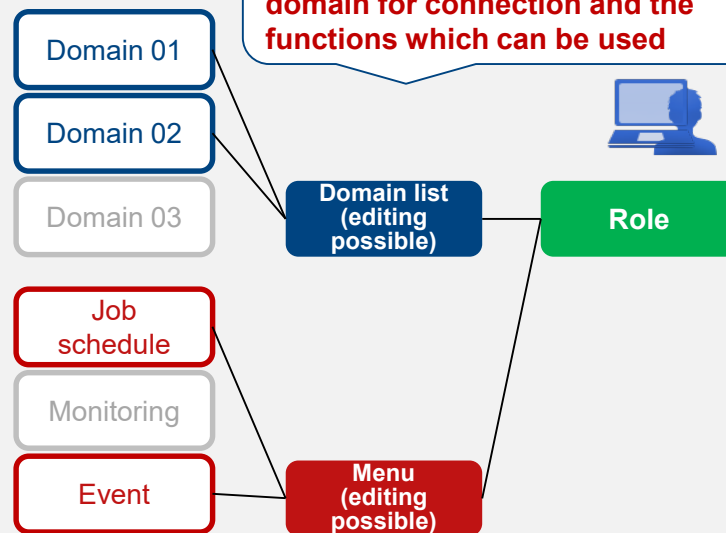 domain for connection and the
functions which can be used
Domain 01
Domain 02
Domain 03
Domain list
(editing
possible)
Role
Job
schedule
Monitoring
Event
Menu
(editing
possible)